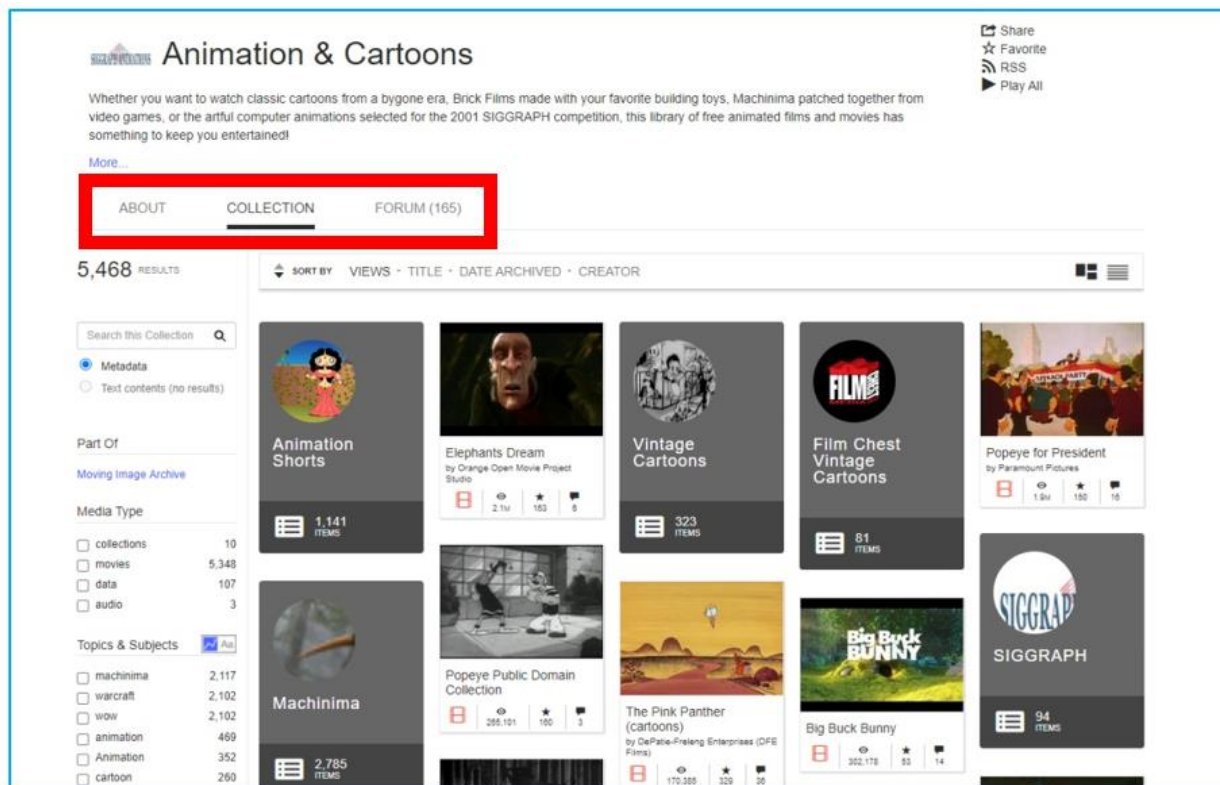 Animation & Cartoons
Share
Favorite
RSS
Play All
Whether you want to watch classic cartoons from a bygone era, Brick Films made with your favorite building toys, Machinima patched together from
video games, or the artful computer animations selected for the 2001 SIGGRAPH competition, this library of free animated films and movies has
something to keep you entertained!
More...
ABOUT COLLECTION FORUM (165)
5,468 RESULTS
SORT BY VIEWS · TITLE · DATE ARCHIVED · CREATOR
Search this Collection
Metadata
Text contents (no results)
Part Of
Moving Image Archive
Media Type
collections 10
movies 5,348
data 107
audio 3
Topics & Subjects Aa
machinima 2,117
warcraft 2,102
wow 2,102
animation 469
Animation 352
cartoon 260
Animation
Shorts
1,141
ITEMS
Machinima
2,785
ITEMS
Elephants Dream
by Orange Open Movie Project
Studio
2.1M 163 6
Popeye Public Domain
Collection
266,101 160 3
Vintage
Cartoons
323
ITEMS
The Pink Panther
(cartoons)
by DePatie-Freleng Enterprises (DFE
Films)
170,386 329 36
FILM
Film Chest
Vintage
Cartoons
81
ITEMS
Big Buck
BUNNY
Big Buck Bunny
302,178 53 14
Popeye for President
by Paramount Pictures
1.9M 150 16
SIGGRAP
SIGGRAPH
94
ITEMS